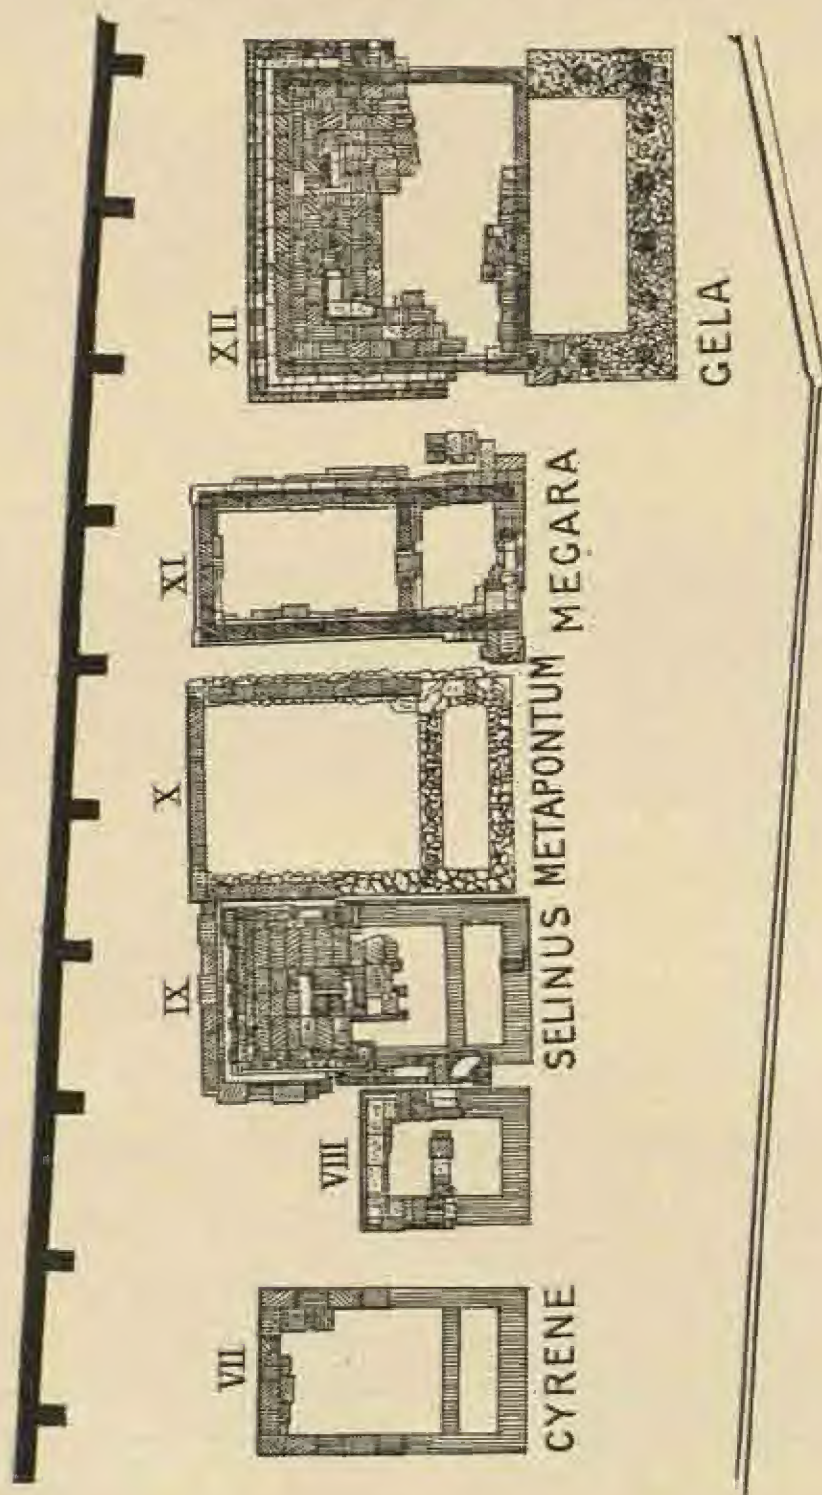 VII
VIII
IX
X
XI
XII
CYRENE
SELINUS
METAPONTUM
MEGARA
GELA